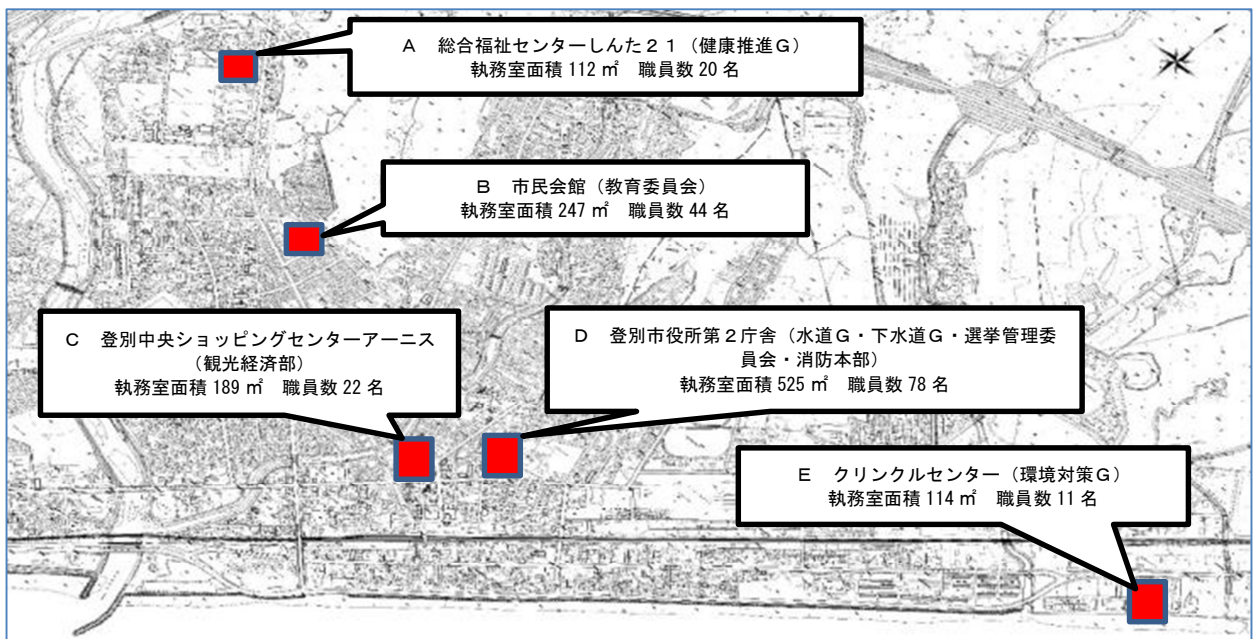 A 総合福祉センターしんた２１（健康推進Ｇ）
執務室面積 112 ㎡ 職員数 20 名
B 市民会館（教育委員会）
執務室面積 247 ㎡ 職員数 44 名
C 登別中央ショッピングセンターアーニス
（観光経済部）
執務室面積 189 ㎡ 職員数 22 名
D 登別市役所第２庁舎（水道Ｇ・下水道Ｇ・選挙管理委
員会・消防本部）
執務室面積 525 ㎡ 職員数 78 名
E クリンクルセンター（環境対策Ｇ）
執務室面積 114 ㎡ 職員数 11 名